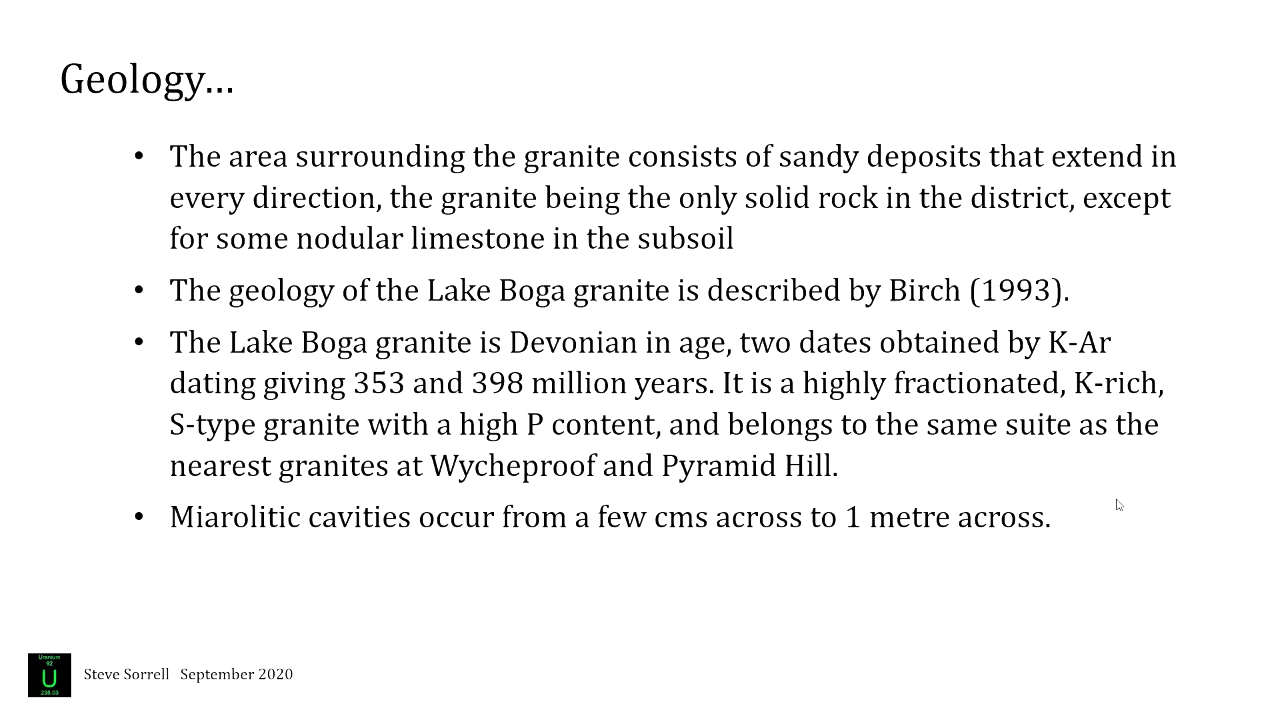 Geology...
• The area surrounding the granite consists of sandy deposits that extend in
every direction, the granite being the only solid rock in the district, except
for some nodular limestone in the subsoil
• The geology of the Lake Boga granite is described by Birch (1993).
• The Lake Boga granite is Devonian in age, two dates obtained by K-Ar
dating giving 353 and 398 million years. It is a highly fractionated, K-rich,
S-type granite with a high P content, and belongs to the same suite as the
nearest granites at Wycheproof and Pyramid Hill.
• Miarolitic cavities occur from a few cms across to 1 metre across.
Uranium
92
U
238.03
Steve Sorrell September 2020